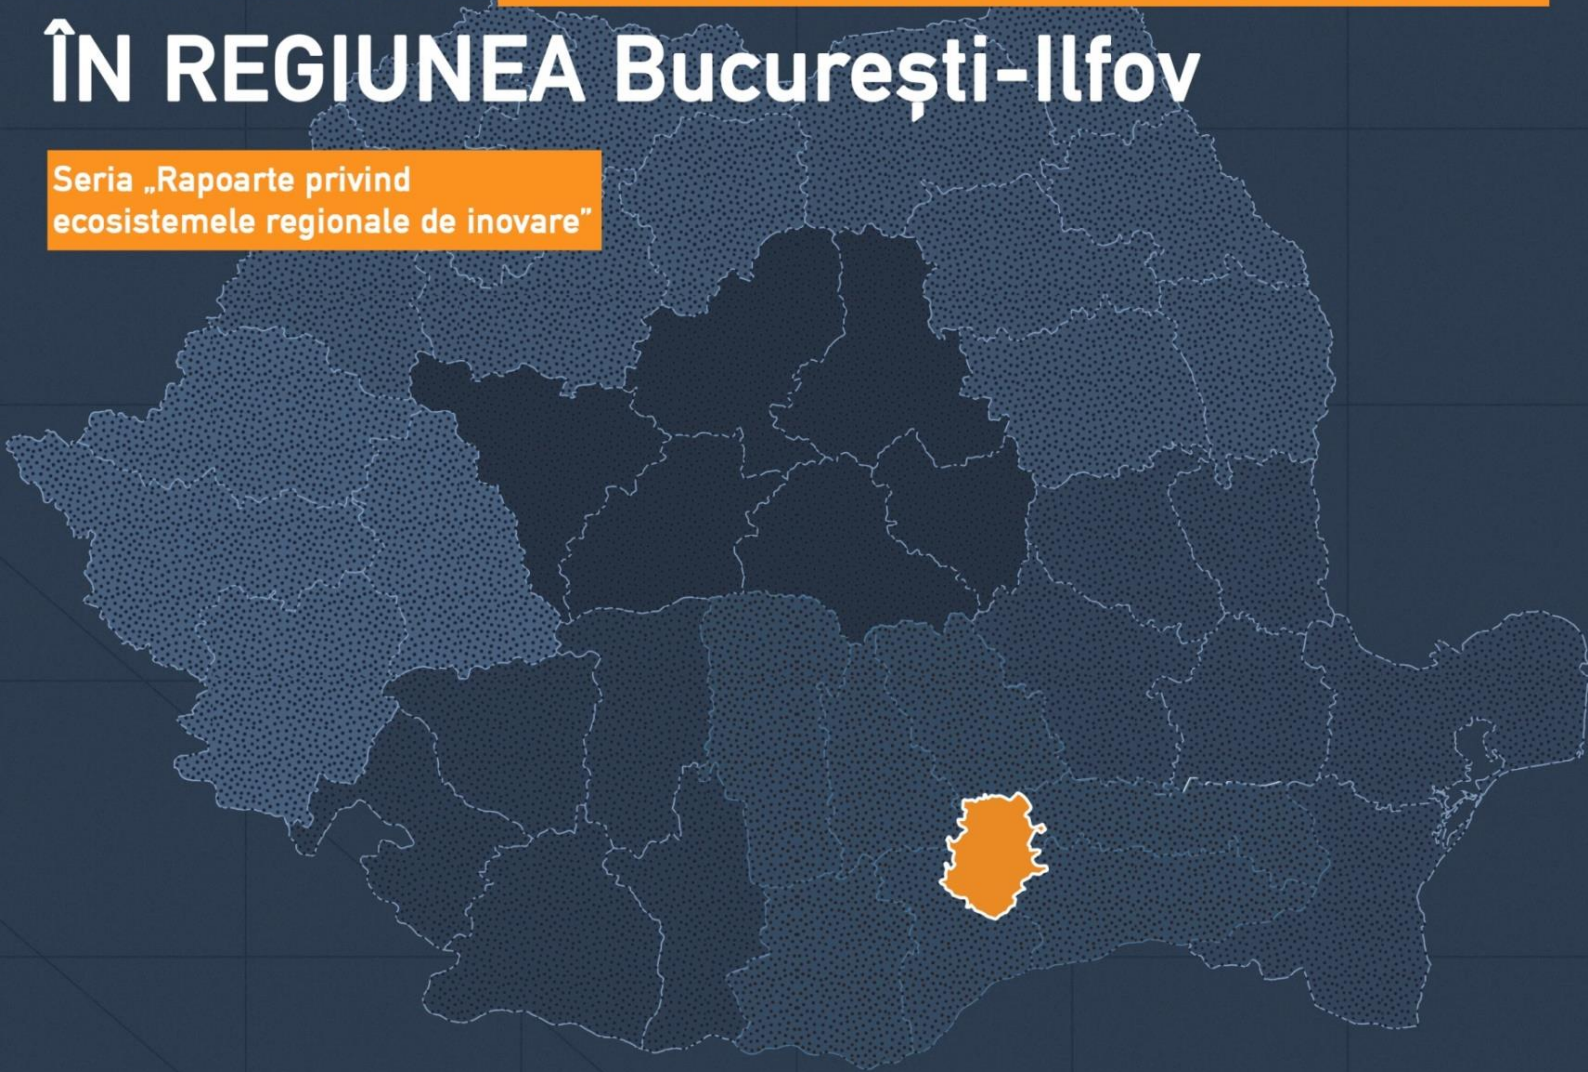 ÎN REGIUNEA București-Ilfov
Seria „Rapoarte privind
ecosistemele regionale de inovare”